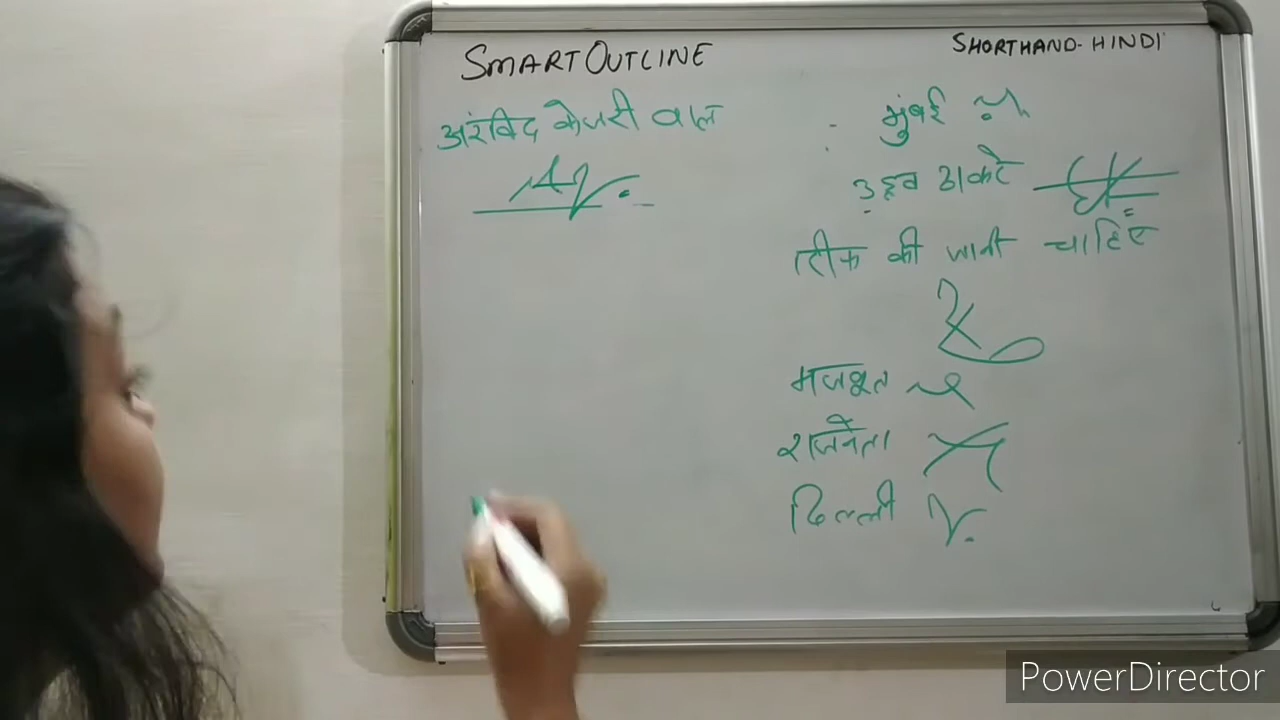 SMART OUTLINE
SHORTHAND-HINDI
अरविंद केजरी वाल
मुंबई
उद्धव ठाकरे
की जानी चाहिएं
मजबूत
राजनेता
दिल्ली
PowerDirector